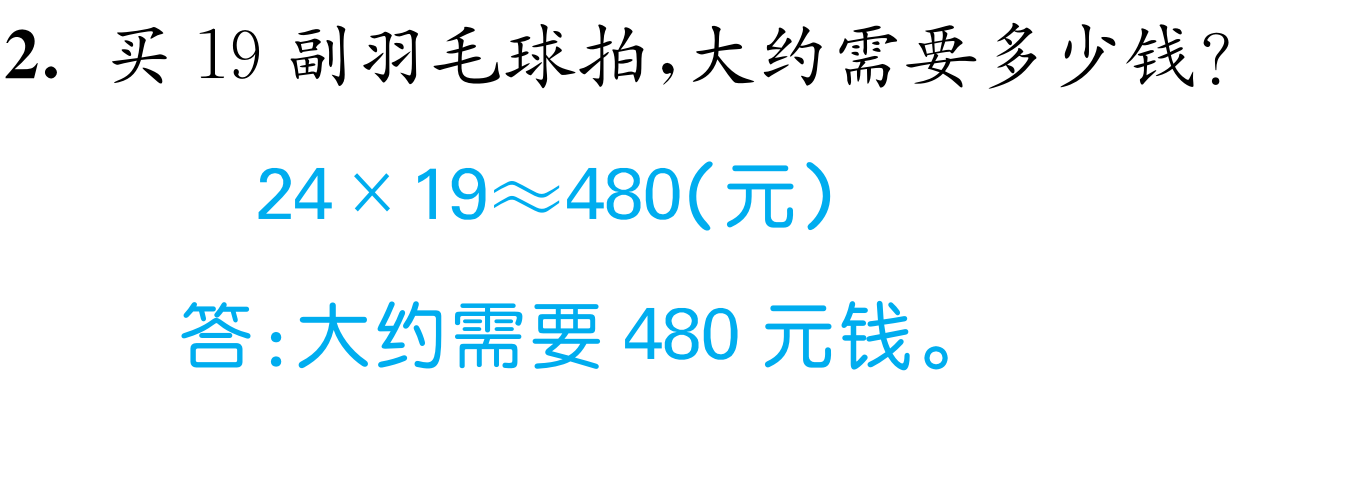 2. 买 19 副羽毛球拍,大约需要多少钱?
24×19≈480(元)
答:大约需要 480 元钱。